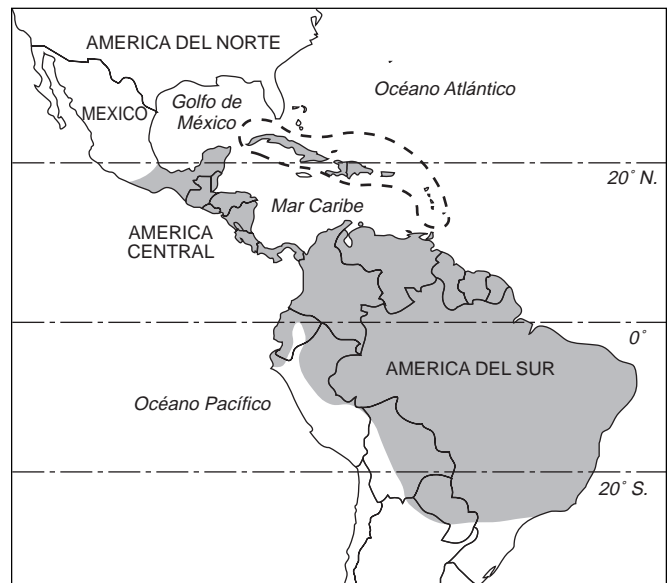 AMERICA DEL NORTE
Océano Atlántico
Golfo de
México
MEXICO
20˚ N.
Mar Caribe
AMERICA
CENTRAL
0˚
AMERICA DEL SUR
Océano Pacífico
20˚ S.